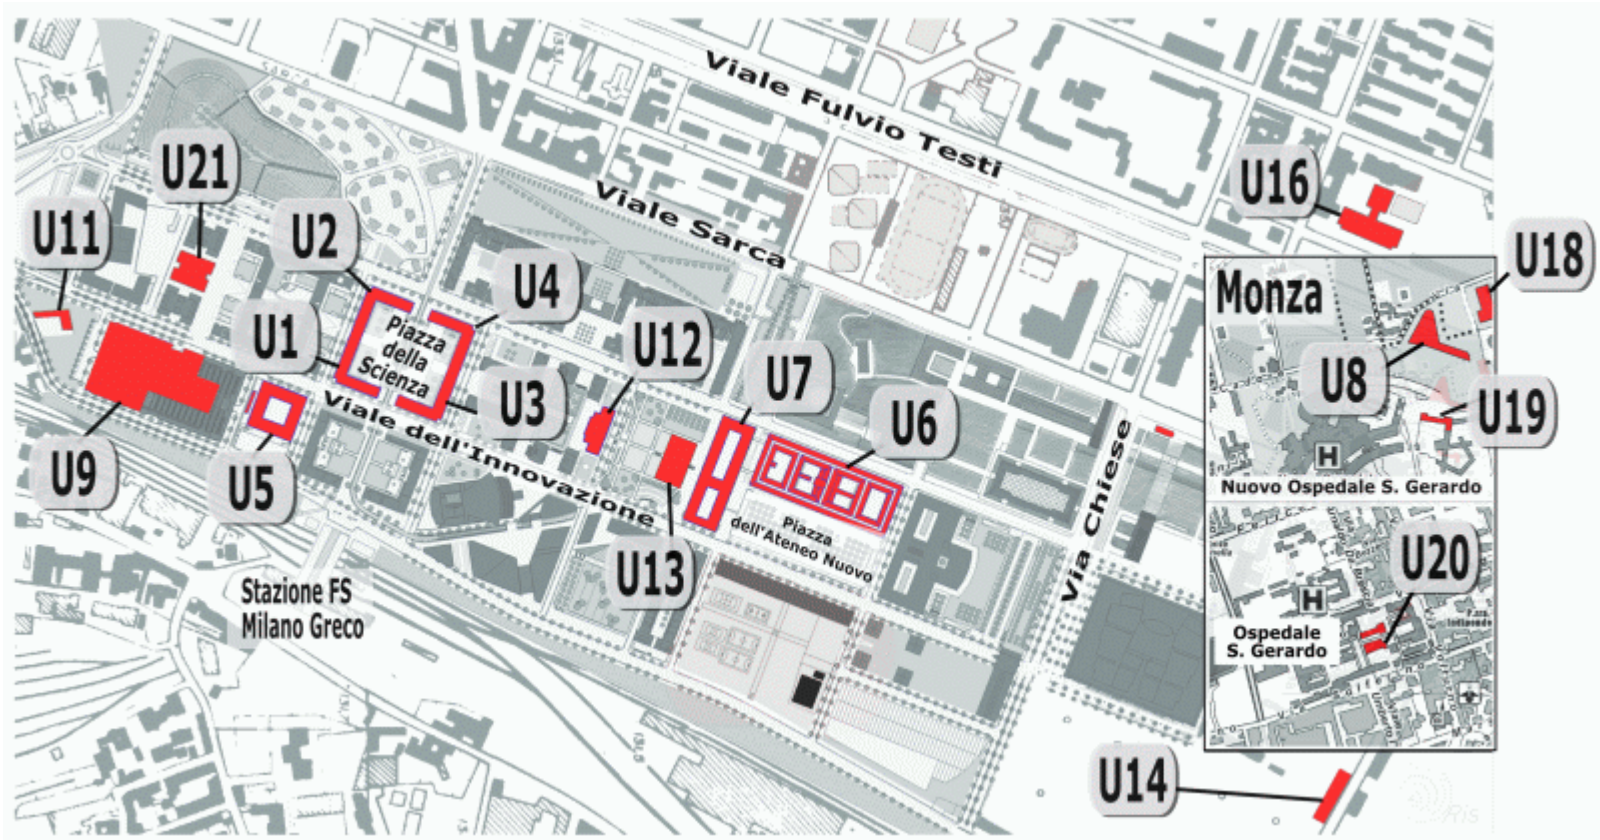 Viale Fulvio Testi
SARCA
U21
U16
Viale Sarca
U11
U2
U18
U4
Monza
U1
Piazza
della
Scienza
U12
U7
U8
U3
U6
U19
Viale dell'Innovazione
H
U9
U5
Nuovo Ospedale S. Gerardo
Piazza
dell'Ateneo Nuovo
Via Chiese
U13
U20
Stazione FS
Milano Greco
H
Ospedale
S. Gerardo
U14
Ris